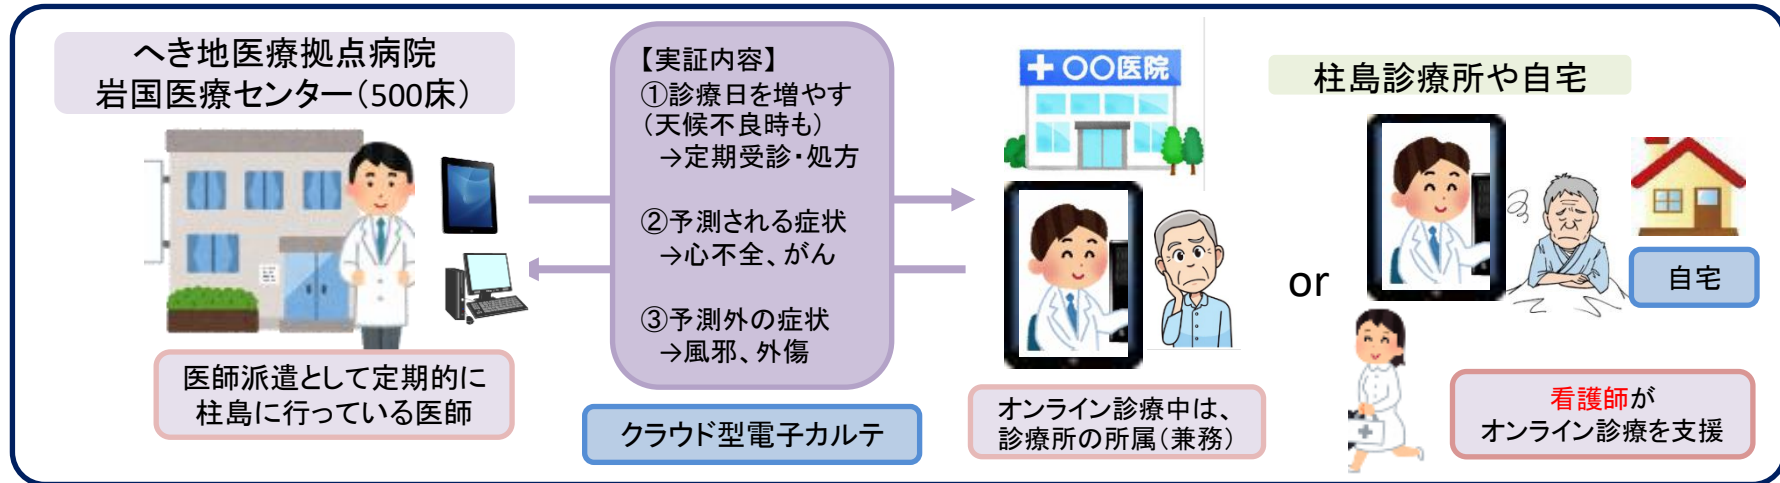 へき地医療拠点病院
岩国医療センター(500床)
医師派遣として定期的に
柱島に行っている医師
【実証内容】
①診療日を増やす
(天候不良時も)
→定期受診・処方
②予測される症状
→心不全、がん
③予測外の症状
→風邪、外傷
クラウド型電子カルテ
〇〇医院
オンライン診療中は、
診療所の所属(兼務)
or
柱島診療所や自宅
自宅
看護師が
オンライン診療を支援